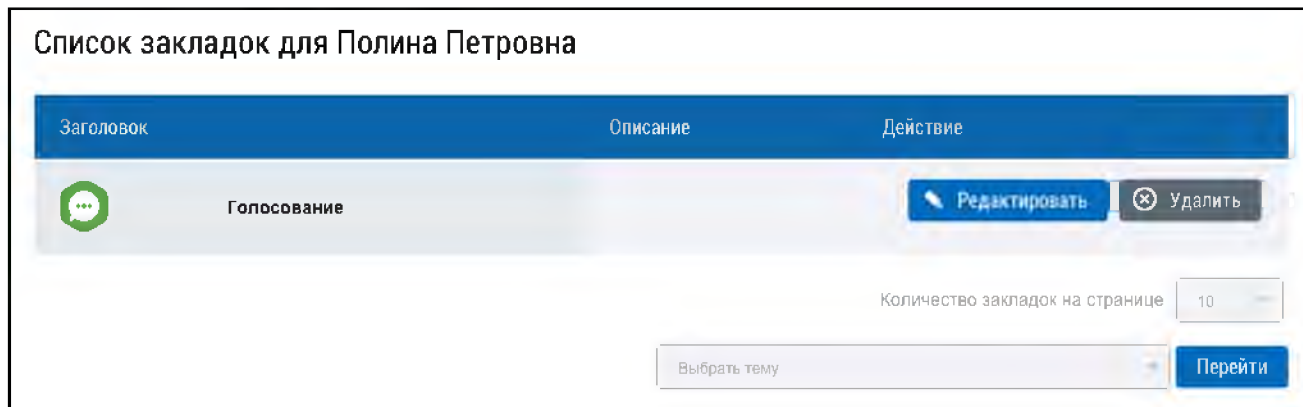 Список закладок для Полина Петровна
Заголовок Описание Действие
Голосование Редактировать Удалить
Количество закладок на странице 10
Выбрать тему Перейти